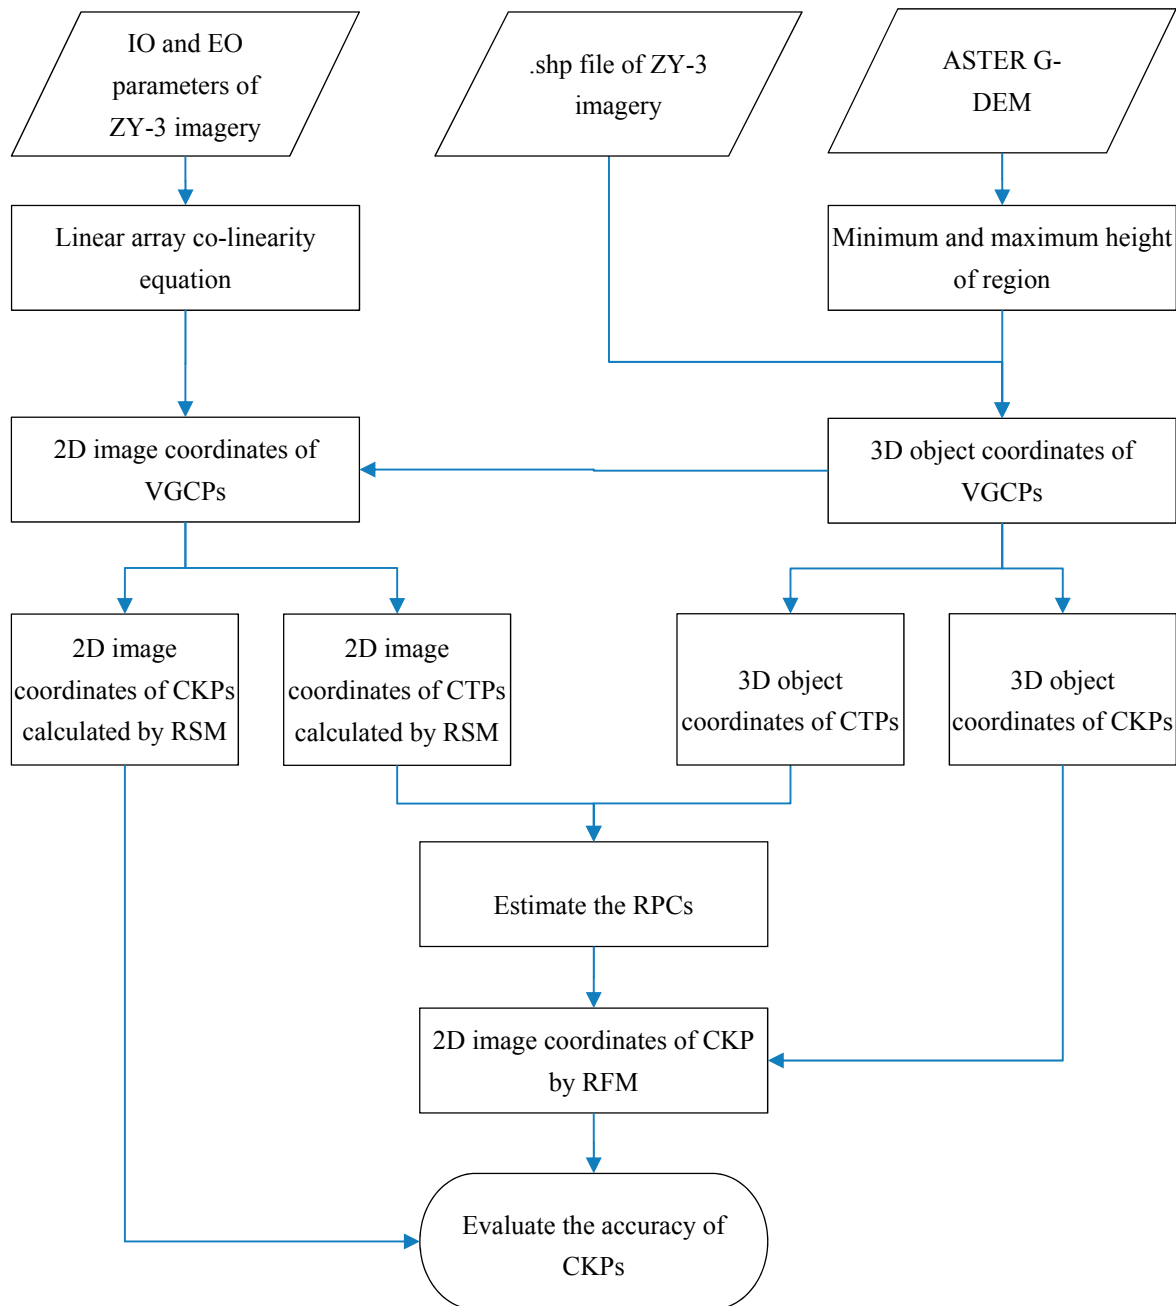 IO and EO
parameters of
ZY-3 imagery
.shp file of ZY-3
imagery
ASTER G-
DEM
Linear array co-linearity
equation
Minimum and maximum height
of region
2D image coordinates of
VGCPs
3D object coordinates of
VGCPs
2D image
coordinates of CKPs
calculated by RSM
2D image
coordinates of CTPs
calculated by RSM
3D object
coordinates of CTPs
3D object
coordinates of CKPs
Estimate the RPCs
2D image coordinates of CKP
by RFM
Evaluate the accuracy of
CKPs